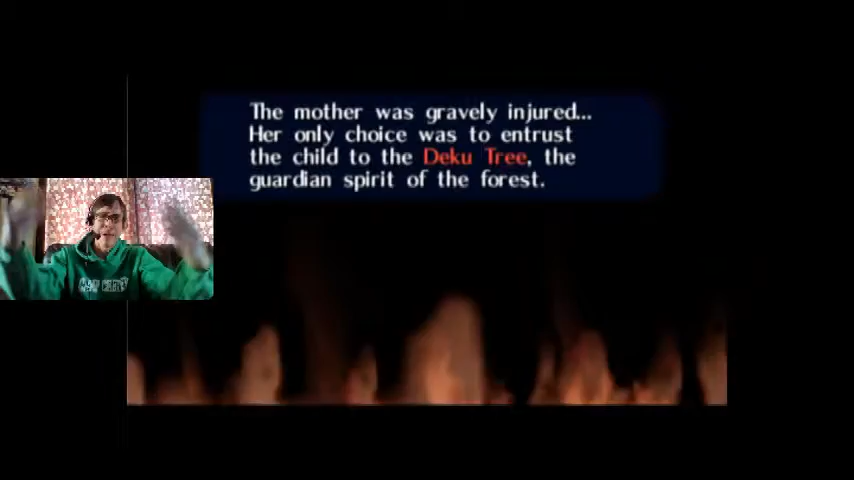 The mother was gravely injured...
Her only choice was to entrust
the child to the Deku Tree, the
guardian spirit of the forest.